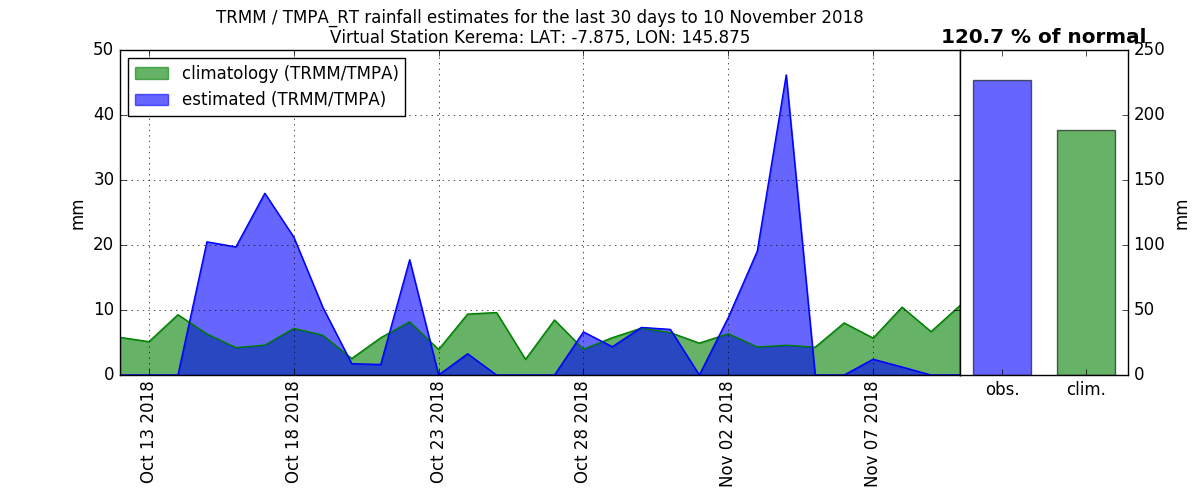 TRMM / TMPA_RT rainfall estimates for the last 30 days to 10 November 2018
Virtual Station Kerema: LAT: -7.875, LON: 145.875
120.7 % of normal
climatology (TRMM/TMPA)
estimated (TRMM/TMPA)
50
40
30
20
10
0
mm
250
200
150
100
50
0
mm
Oct 13 2018
Oct 18 2018
Oct 23 2018
Oct 28 2018
Nov 02 2018
Nov 07 2018
obs.
clim.